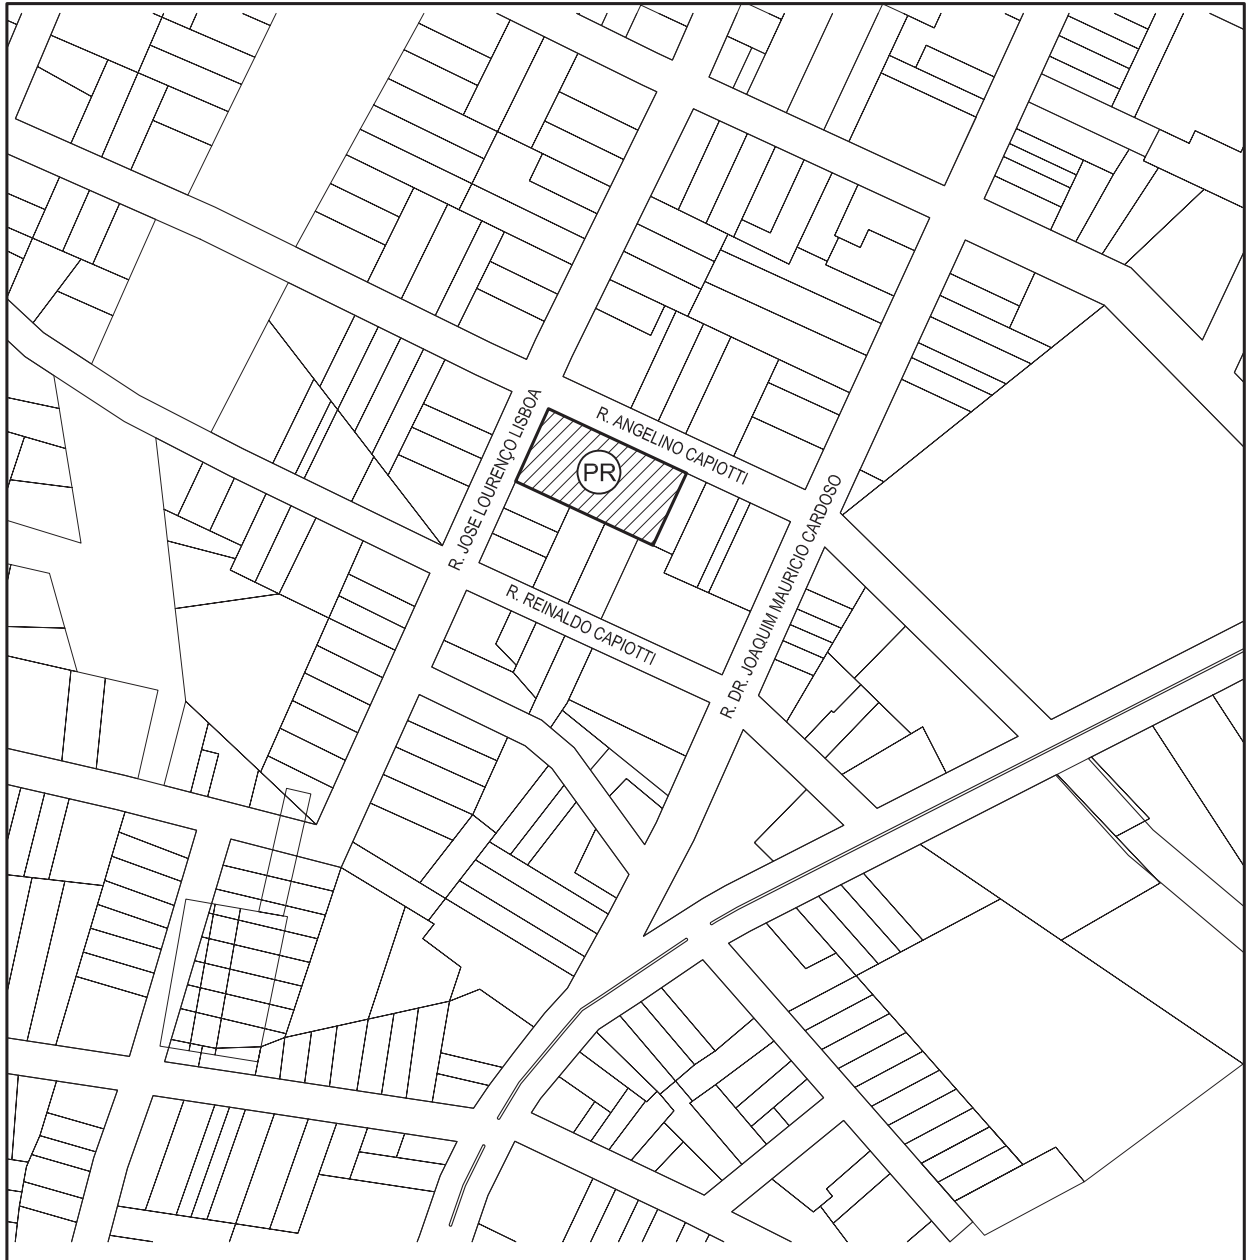 R. ANGELINO CAPIOTTI
R. JOSE LOURENÇO LISBOA
PR
R. DR. JOAQUIM MAURICIO CARDOSO
R. REINALDO CAPIOTTI